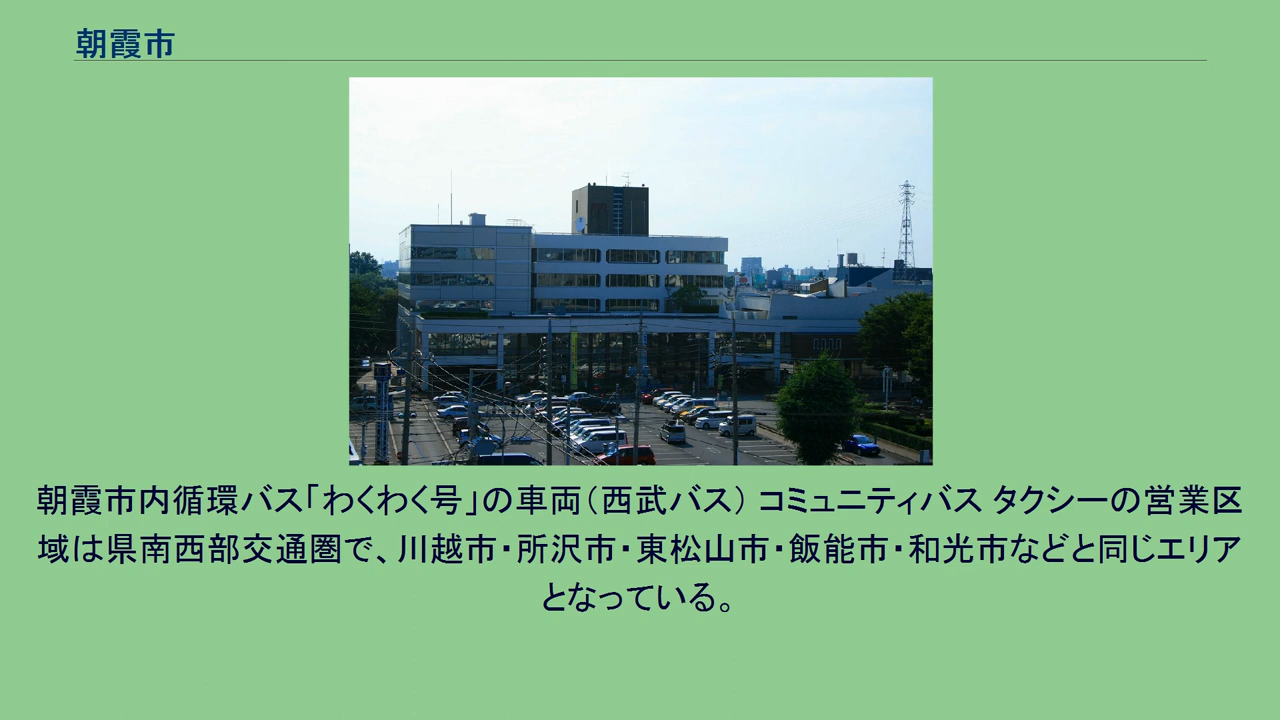 朝霞市
朝霞市内循環バス「わくわく号」の車両（西武バス） コミュニティバス タクシーの営業区
域は県南西部交通圏で、川越市・所沢市・東松山市・飯能市・和光市などと同じエリア
となっている。